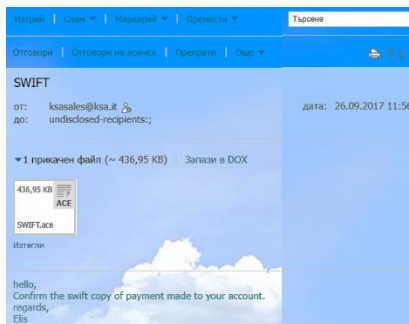 Изтрий | Спам ▼ | Маркирай ▼ | Премести ▼ Търсене
Отговори | Отговори на всички | Препрати | Още ▼
SWIFT
от: ksasales@ksa.it дата: 26.09.2017 11:56
до: undisclosed-recipients:;
▼1 прикачен файл (~ 436,95 KB) | Запази в DOX
436,95 KB
ACE
SWIFT.ace
Изтегли
hello,
Confirm the swift copy of payment made to your account.
regards,
Elis